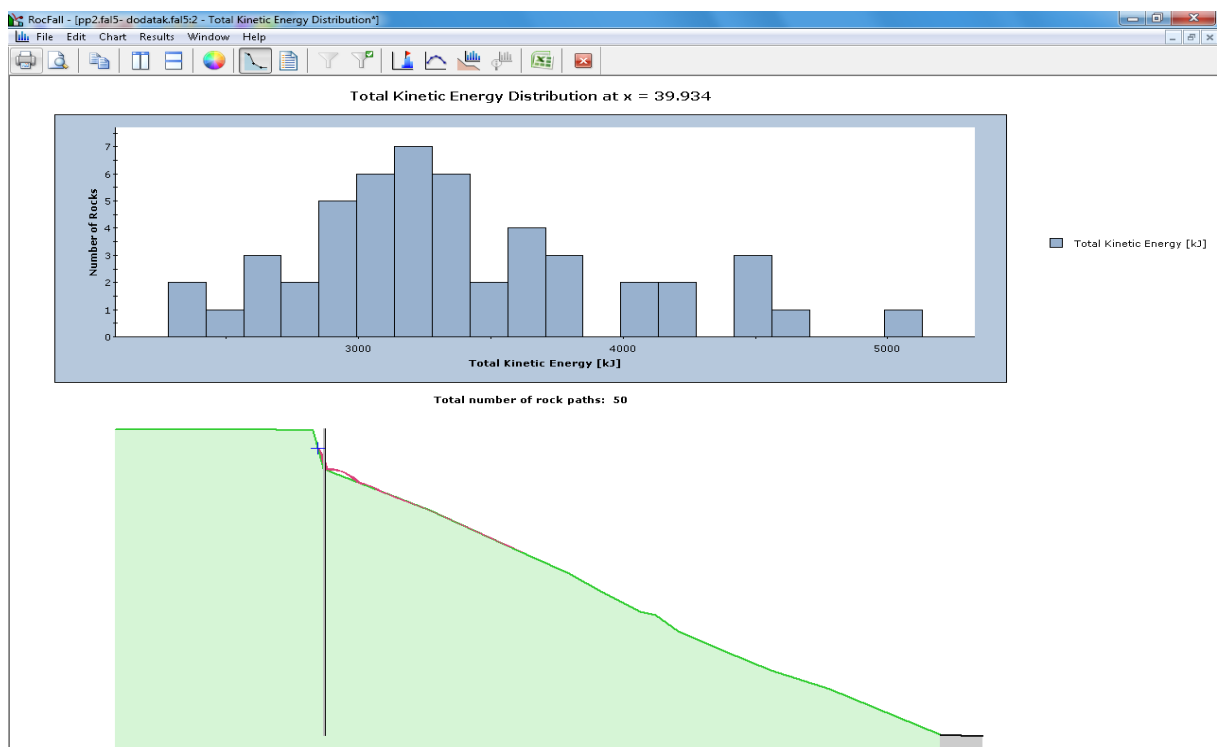 RocFall - [pp2.fal5- dodatak.fal5:2 - Total Kinetic Energy Distribution*]
File Edit Chart Results Window Help
Total Kinetic Energy Distribution at x = 39.934
7
6
5
4
3
2
1
0
Number of Rocks
3000 4000 5000
Total Kinetic Energy [kJ]
Total Kinetic Energy [kJ]
Total number of rock paths: 50